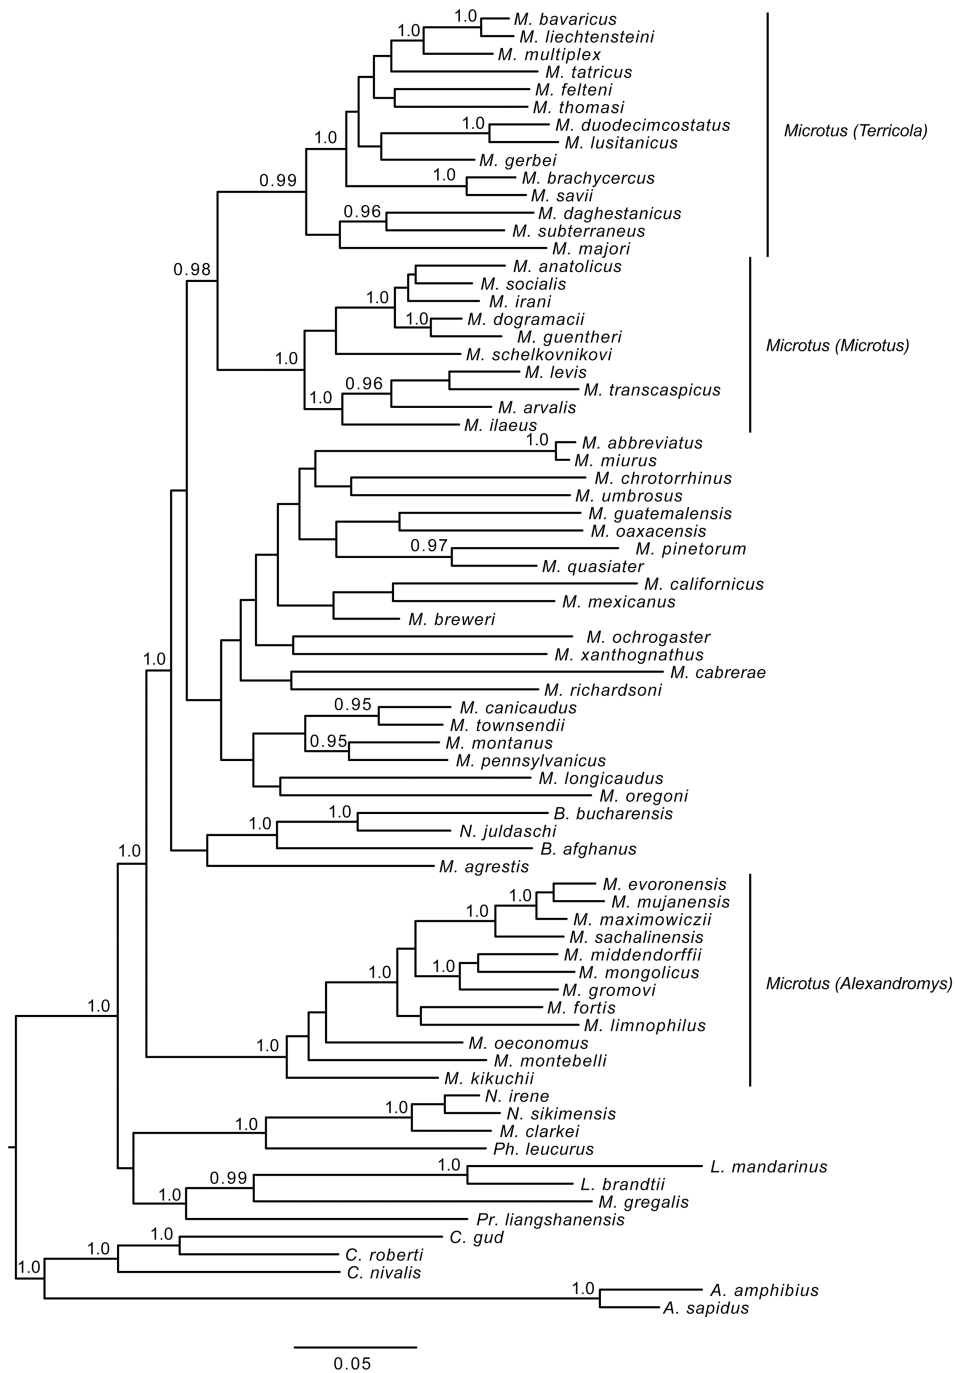 1.0
M. bavaricus
M. liechtensteini
1.0
M. multiplex
M. tatricus
M. felteni
M. thomasi
1.0
M. duodecimcostatus
M. lusitanicus
Microtus (Terricola)
1.0
M. gerbei
1.0
M. brachycercus
M. savii
0.99
0.96
M. daghestanicus
M. subterraneus
M. majori
0.98
M. anatolicus
M. socialis
1.0
M. irani
1.0
M. dogramacii
M. guentheri
1.0
M. schelkovnikovi
Microtus (Microtus)
M. levis
0.96
M. transcaspicus
1.0
M. arvalis
M. ilaeus
1.0
M. abbreviatus
M. miurus
M. chrotorrhinus
M. umbrosus
M. guatemalensis
M. oaxacensis
0.97
M. pinetorum
M. quasiater
M. californicus
M. mexicanus
M. breweri
M. ochrogaster
M. xanthognathus
1.0
M. cabrerae
M. richardsoni
0.95
M. canicaudus
M. townsendii
0.95
M. montanus
M. pennsylvanicus
M. longicaudus
M. oregoni
1.0
B. bucharensis
1.0
N. juldaschi
B. afghanus
1.0
M. agrestis
M. evoronensis
1.0
M. mujanensis
1.0
M. maximowiczii
M. sachalinensis
M. middendorffii
1.0
1.0
M. mongolicus
Microtus (Alexandromys)
M. gromovi
1.0
M. fortis
M. limnophilus
1.0
M. oeconomus
M. montebelli
M. kikuchii
N. irene
1.0
N. sikimensis
1.0
M. clarkei
Ph. leucurus
1.0
L. mandarinus
0.99
L. brandtii
1.0
M. gregalis
Pr. liangshanensis
1.0
C. gud
1.0
C. roberti
1.0
C. nivalis
1.0
A. amphibius
A. sapidus
0.05